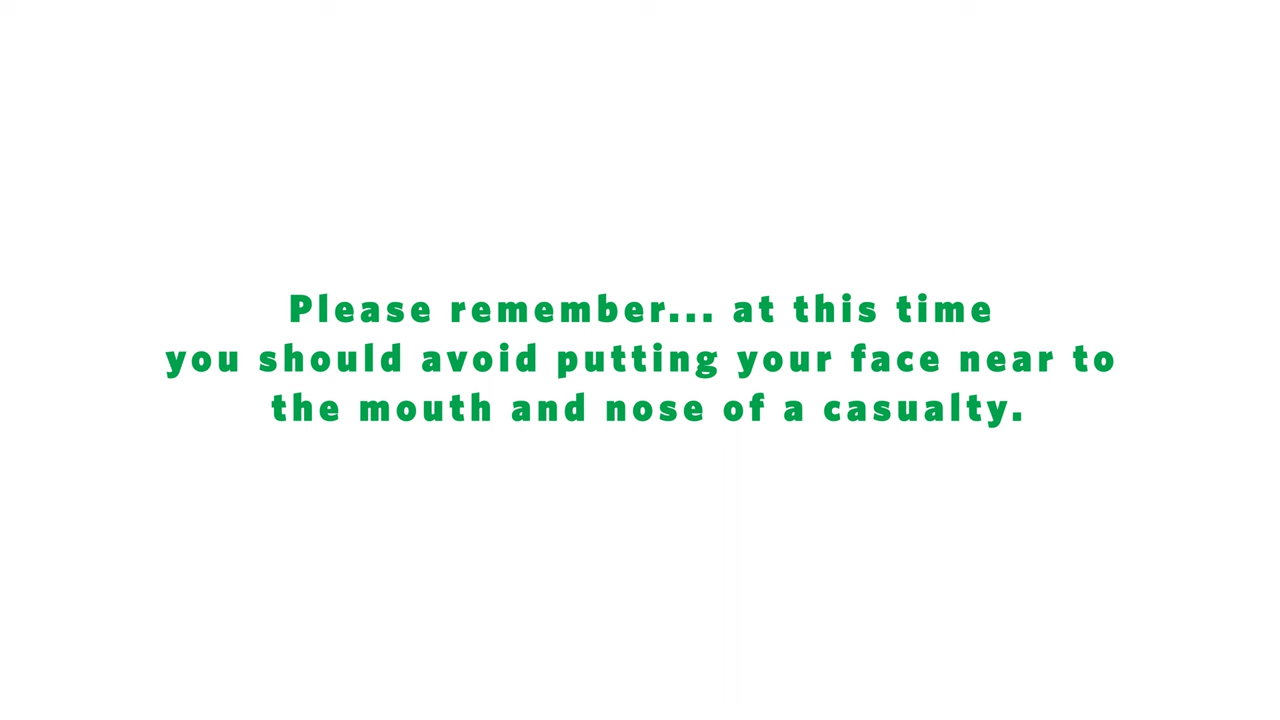 Please remember... at this time
you should avoid putting your face near to
the mouth and nose of a casualty.